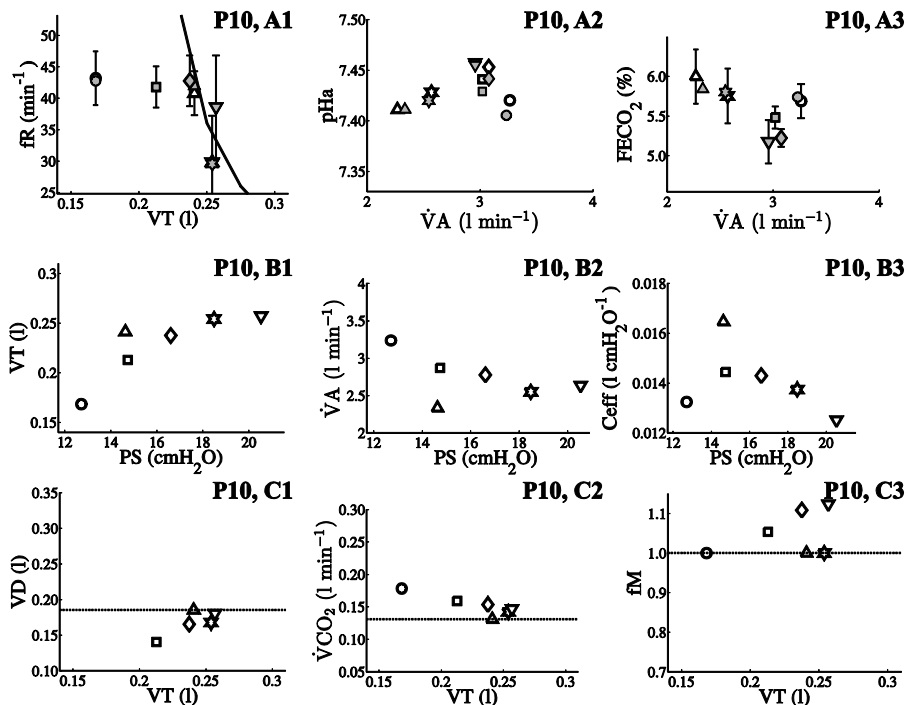 P10, A1
fR (min⁻¹)
45
40
35
30
25
0.15 0.2 0.25 0.3
VT (l)
P10, A2
pHa
7.50
7.45
7.40
7.35
2 3 4
V̇A (l min⁻¹)
P10, A3
FECO₂ (%)
6.0
5.5
5.0
2 3 4
V̇A (l min⁻¹)
P10, B1
VT (l)
0.3
0.25
0.2
0.15
12 14 16 18 20
PS (cmH₂O)
P10, B2
V̇A (l min⁻¹)
4
3.5
3
2.5
2
12 14 16 18 20
PS (cmH₂O)
P10, B3
Ceff (l cmH₂O⁻¹)
0.018
0.016
0.014
0.012
12 14 16 18 20
PS (cmH₂O)
P10, C1
VD (l)
0.35
0.30
0.25
0.20
0.15
0.10
0.15 0.2 0.25 0.3
VT (l)
P10, C2
V̇CO₂ (l min⁻¹)
0.30
0.25
0.20
0.15
0.10
0.05
0.15 0.2 0.25 0.3
VT (l)
P10, C3
fM
1.1
1.0
0.9
0.8
0.7
0.15 0.2 0.25 0.3
VT (l)